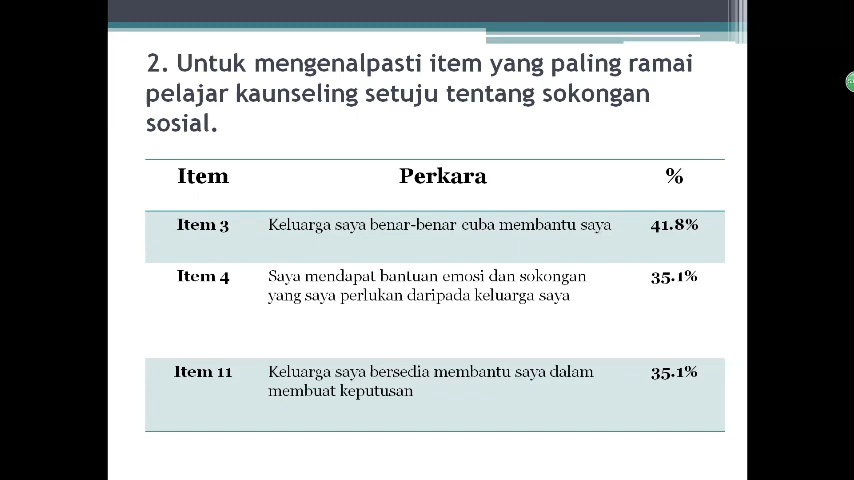 2. Untuk mengenalpasti item yang paling ramai
pelajar kaunseling setuju tentang sokongan
sosial.
Item Perkara %
Item 3 Keluarga saya benar-benar cuba membantu saya 41.8%
Item 4 Saya mendapat bantuan emosi dan sokongan 35.1%
yang saya perlukan daripada keluarga saya
Item 11 Keluarga saya bersedia membantu saya dalam 35.1%
membuat keputusan